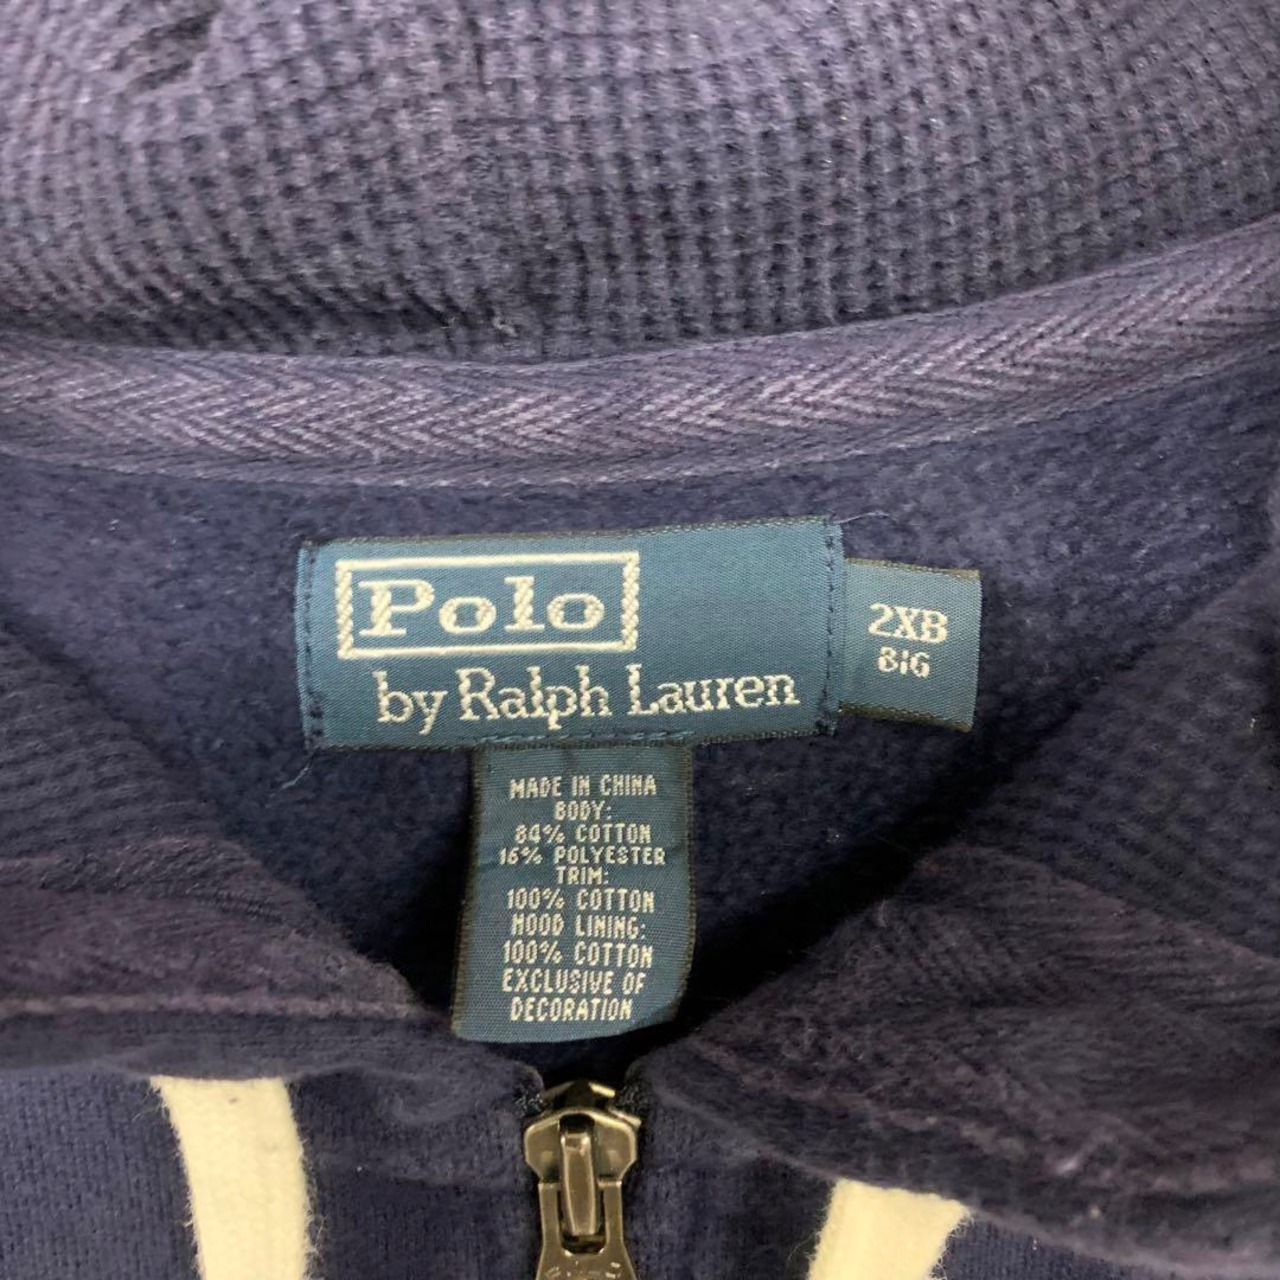 Polo
by Ralph Lauren
2XB
BIG
MADE IN CHINA
BODY:
84% COTTON
16% POLYESTER
TRIM:
100% COTTON
HOOD LINING:
100% COTTON
EXCLUSIVE OF
DECORATION